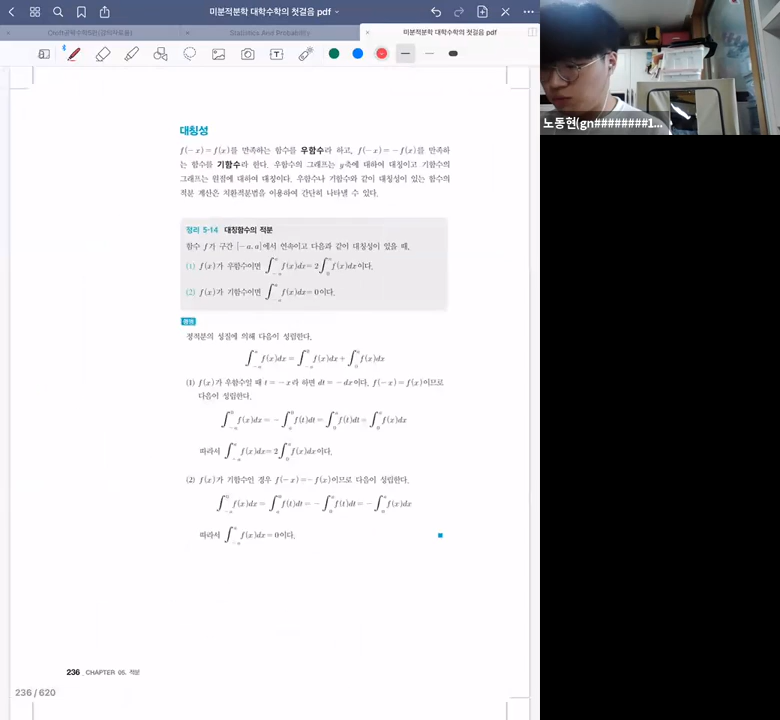 미분적분학 대학수학의 첫걸음 pdf
Statistics And Probability
미분적분학 대학수학의 첫걸음 pdf
노동현(gn########1...
대칭성
f(−x)=f(x)를 만족하는 함수를 우함수라 하고, f(−x)=−f(x)를 만족하
는 함수를 기함수라 한다. 우함수의 그래프는 y축에 대하여 대칭이고 기함수의
그래프는 원점에 대하여 대칭이다. 우함수나 기함수와 같이 대칭성이 있는 함수의
적분 계산은 치환적분법을 이용하여 간단히 나타낼 수 있다.
정리 5-14 대칭함수의 적분
함수 f가 구간 [−a, a]에서 연속이고 다음과 같이 대칭성이 있을 때,
(1) f(x)가 우함수이면 ∫_{−a}^{a} f(x)dx = 2∫_{0}^{a} f(x)dx이다.
(2) f(x)가 기함수이면 ∫_{−a}^{a} f(x)dx = 0이다.
증명
정적분의 성질에 의해 다음이 성립한다.
∫_{−a}^{a} f(x)dx = ∫_{−a}^{0} f(x)dx + ∫_{0}^{a} f(x)dx
(1) f(x)가 우함수일 때 t = −x라 하면 dt = −dx이다. f(−x) = f(x)이므로
다음이 성립한다.
∫_{−a}^{0} f(x)dx = −∫_{a}^{0} f(t)dt = ∫_{0}^{a} f(t)dt = ∫_{0}^{a} f(x)dx
따라서 ∫_{−a}^{a} f(x)dx = 2∫_{0}^{a} f(x)dx이다.
(2) f(x)가 기함수인 경우 f(−x) = −f(x)이므로 다음이 성립한다.
∫_{−a}^{0} f(x)dx = ∫_{a}^{0} f(t)dt = −∫_{0}^{a} f(t)dt = −∫_{0}^{a} f(x)dx
따라서 ∫_{−a}^{a} f(x)dx = 0이다.
236 CHAPTER 05. 적분
236 / 620